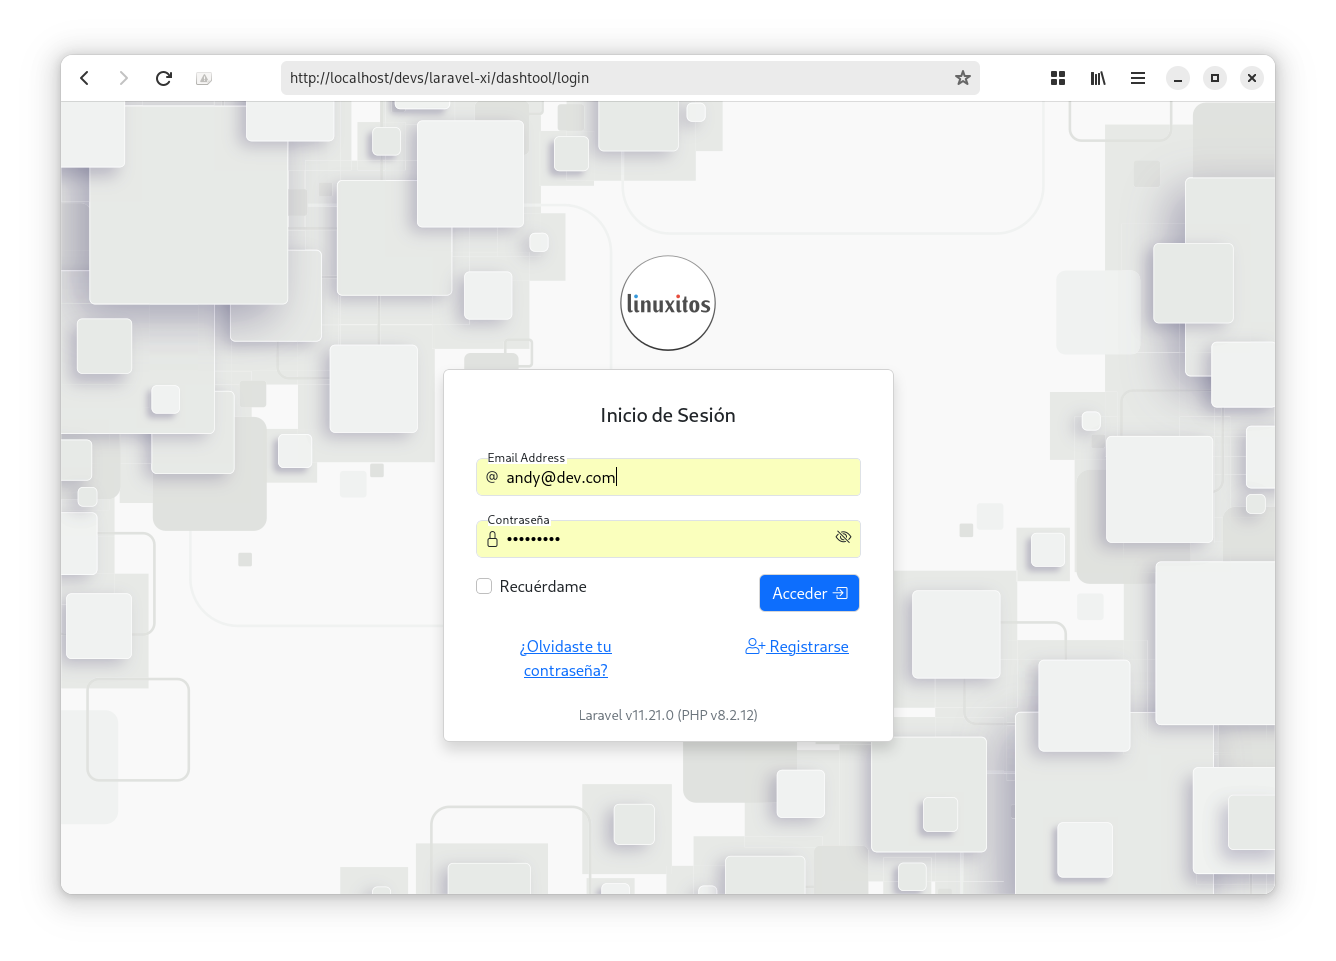 http://localhost/devs/laravel-xi/dashtool/login
linuxitos
Inicio de Sesión
Email Address
@ andy@dev.com
Contraseña
•••••••••
Recuérdame
Acceder
¿Olvidaste tu
contraseña?
Registrarse
Laravel v11.21.0 (PHP v8.2.12)